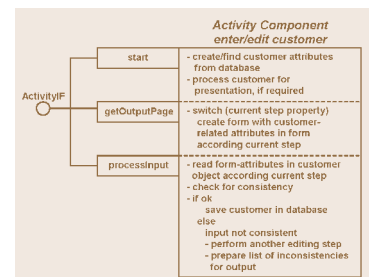 Activity Component
enter/edit customer
start
- create/find customer attributes
from database
- process customer for
presentation, if required
ActivityIF
getOutputPage
- switch (current step property)
create form with customer-
related attributes in form
according current step
processInput
- read form-attributes in customer
object according current step
- check for consistency
- if ok
save customer in database
else
input not consistent
- perform another editing step
- prepare list of inconsistencies
for output